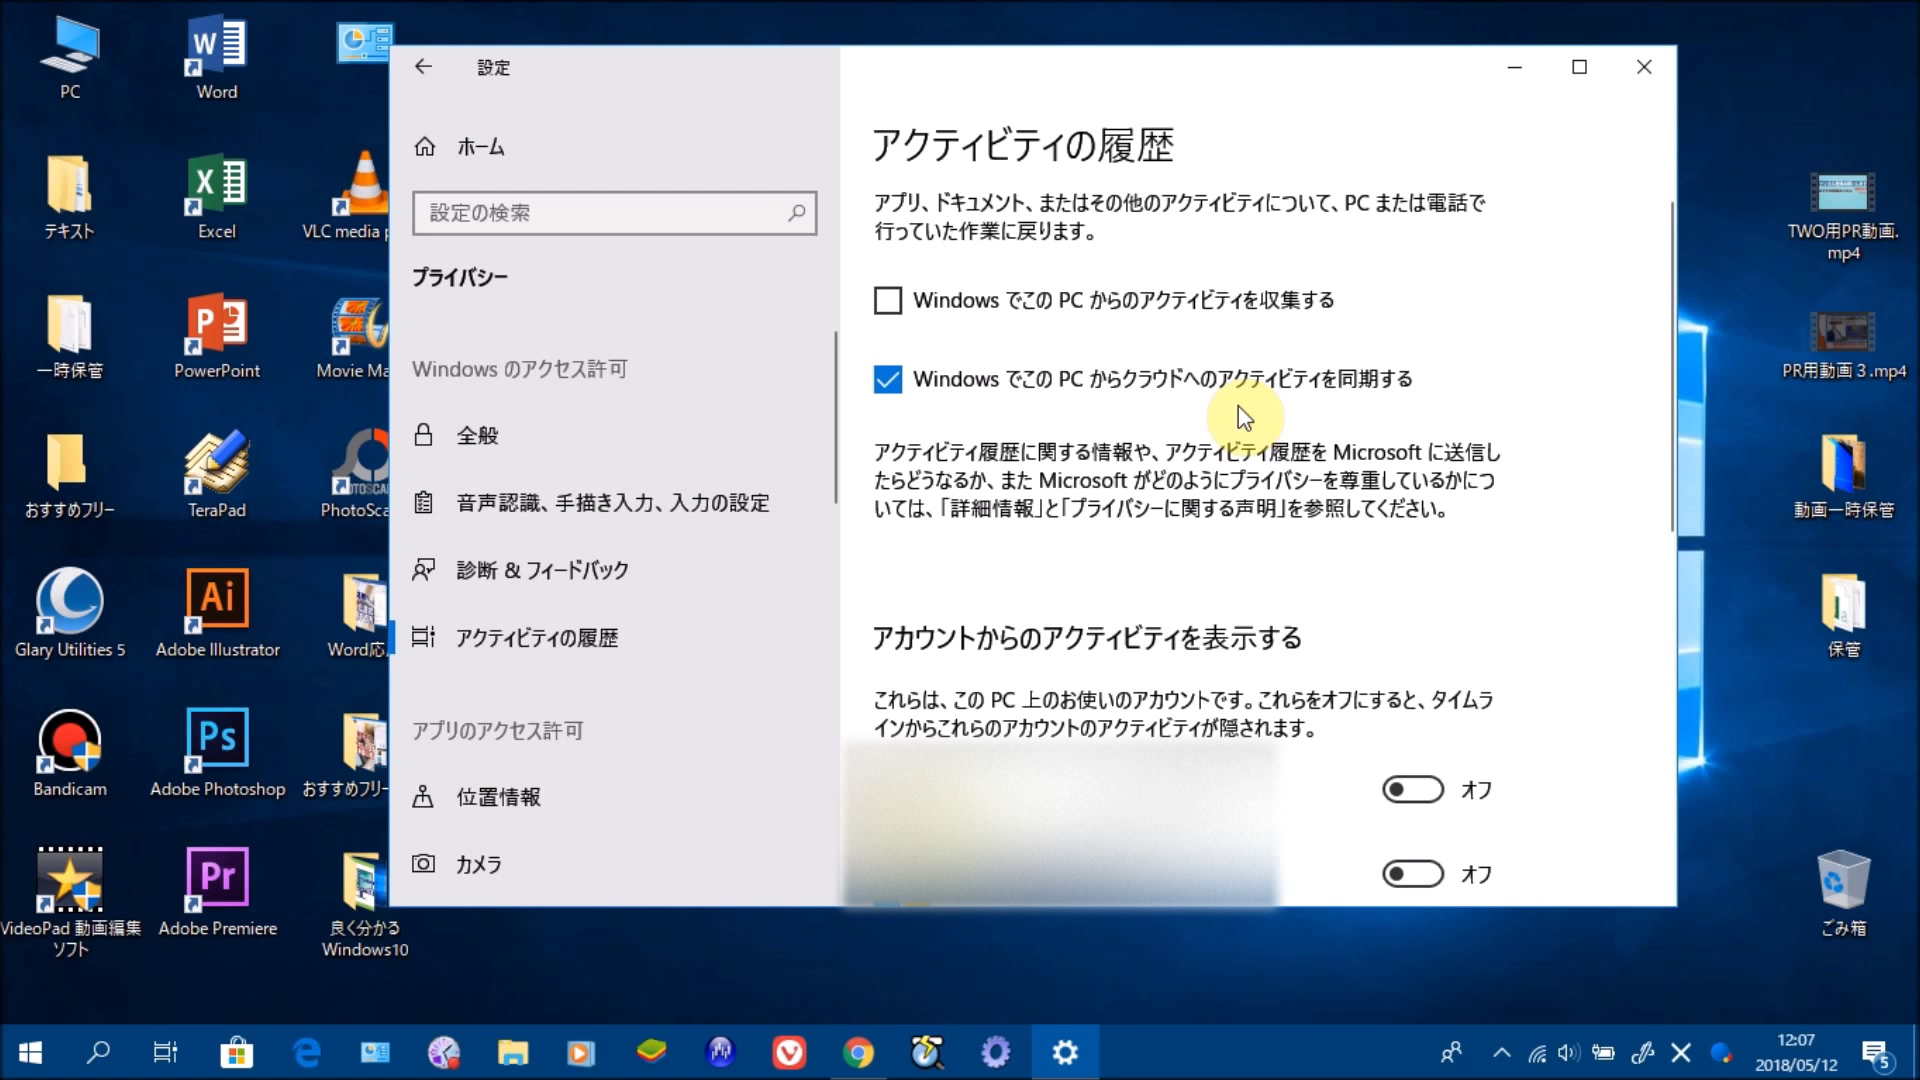 PC
Word
テキスト
Excel
VLC media p
一時保管
PowerPoint
Movie Ma
おすすめフリー
TeraPad
PhotoSca
Glary Utilities 5
Adobe Illustrator
Word応
Bandicam
Adobe Photoshop
おすすめフリー
VideoPad 動画編集
ソフト
Adobe Premiere
良く分かる
Windows10
設定
ホーム
設定の検索
プライバシー
Windows のアクセス許可
全般
音声認識、手描き入力、入力の設定
診断 & フィードバック
アクティビティの履歴
アプリのアクセス許可
位置情報
カメラ
アクティビティの履歴
アプリ、ドキュメント、またはその他のアクティビティについて、PC または電話で
行っていた作業に戻ります。
Windows でこの PC からのアクティビティを収集する
Windows でこの PC からクラウドへのアクティビティを同期する
アクティビティ履歴に関する情報や、アクティビティ履歴を Microsoft に送信し
たらどうなるか、また Microsoft がどのようにプライバシーを尊重しているかにつ
いては、「詳細情報」と「プライバシーに関する声明」を参照してください。
アカウントからのアクティビティを表示する
これらは、この PC 上のお使いのアカウントです。これらをオフにすると、タイムラ
インからこれらのアカウントのアクティビティが隠されます。
オフ
オフ
TWO用PR動画.
mp4
PR用動画３.mp4
動画一時保管
保管
ごみ箱
12:07
2018/05/12
5